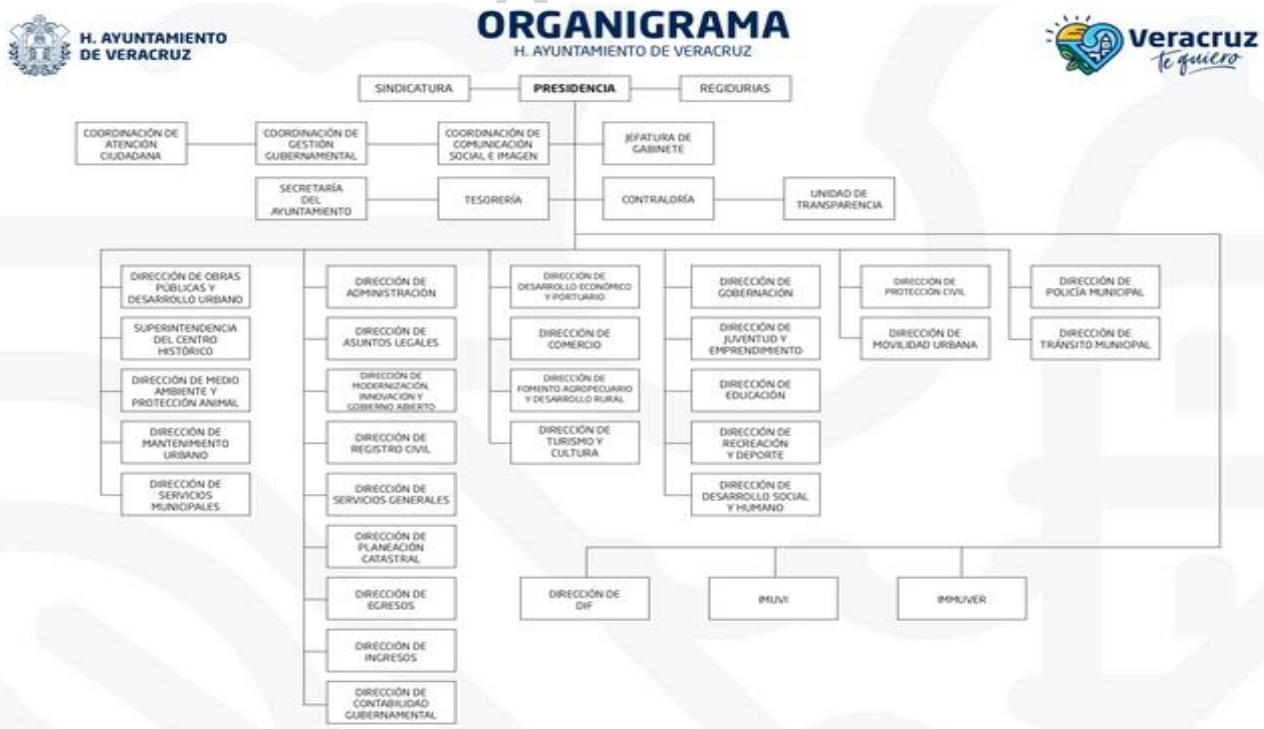 H. AYUNTAMIENTO
DE VERACRUZ
ORGANIGRAMA
H. AYUNTAMIENTO DE VERACRUZ
Veracruz
te quiero
SINDICATURA
PRESIDENCIA
REGIDURIAS
COORDINACIÓN DE
ATENCIÓN
CIUDADANA
COORDINACIÓN DE
GESTIÓN
GUBERNAMENTAL
COORDINACIÓN DE
COMUNICACIÓN
SOCIAL E IMAGEN
JEFATURA DE
GABINETE
SECRETARÍA
DEL
AYUNTAMIENTO
TESORERÍA
CONTRALORÍA
UNIDAD DE
TRANSPARENCIA
DIRECCIÓN DE OBRAS
PÚBLICAS Y
DESARROLLO URBANO
SUPERINTENDENCIA
DEL CENTRO
HISTÓRICO
DIRECCIÓN DE MEDIO
AMBIENTE Y
PROTECCIÓN ANIMAL
DIRECCIÓN DE
MANTENIMIENTO
URBANO
DIRECCIÓN DE
SERVICIOS
MUNICIPALES
DIRECCIÓN DE
ADMINISTRACIÓN
DIRECCIÓN DE
ASUNTOS LEGALES
DIRECCIÓN DE
MODERNIZACIÓN,
INNOVACIÓN Y
GOBIERNO ABIERTO
DIRECCIÓN DE
REGISTRO CIVIL
DIRECCIÓN DE
SERVICIOS GENERALES
DIRECCIÓN DE
PLANEACIÓN
CATASTRAL
DIRECCIÓN DE
EGRESOS
DIRECCIÓN DE
INGRESOS
DIRECCIÓN DE
CONTABILIDAD
GUBERNAMENTAL
DIRECCIÓN DE
DESARROLLO ECONÓMICO
Y PORTUARIO
DIRECCIÓN DE
COMERCIO
DIRECCIÓN DE
FOMENTO AGROPECUARIO
Y DESARROLLO RURAL
DIRECCIÓN DE
TURISMO Y
CULTURA
DIRECCIÓN DE
GOBERNACIÓN
DIRECCIÓN DE
JUVENTUD Y
EMPRENDIMIENTO
DIRECCIÓN DE
EDUCACIÓN
DIRECCIÓN DE
RECREACIÓN
Y DEPORTE
DIRECCIÓN DE
DESARROLLO SOCIAL
Y HUMANO
DIRECCIÓN DE
PROTECCIÓN CIVIL
DIRECCIÓN DE
MOVILIDAD URBANA
DIRECCIÓN DE
POLICÍA MUNICIPAL
DIRECCIÓN DE
TRÁNSITO MUNICIPAL
DIRECCIÓN DE
DIF
IMUVI
IMMUVER